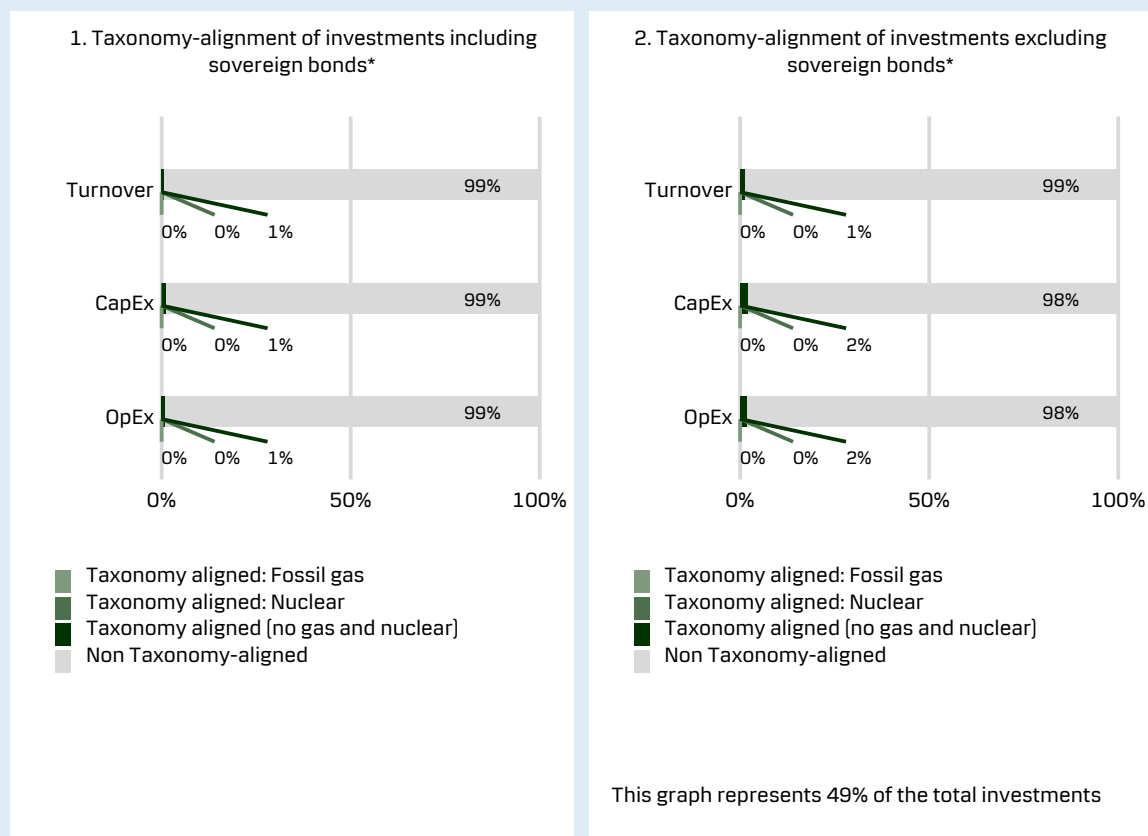 1. Taxonomy-alignment of investments including
sovereign bonds*
Turnover
99%
0% 0% 1%
CapEx
99%
0% 0% 1%
OpEx
99%
0% 0% 1%
0% 50% 100%
Taxonomy aligned: Fossil gas
Taxonomy aligned: Nuclear
Taxonomy aligned (no gas and nuclear)
Non Taxonomy-aligned
2. Taxonomy-alignment of investments excluding
sovereign bonds*
Turnover
99%
0% 0% 1%
CapEx
98%
0% 0% 2%
OpEx
98%
0% 0% 2%
0% 50% 100%
Taxonomy aligned: Fossil gas
Taxonomy aligned: Nuclear
Taxonomy aligned (no gas and nuclear)
Non Taxonomy-aligned
This graph represents 49% of the total investments